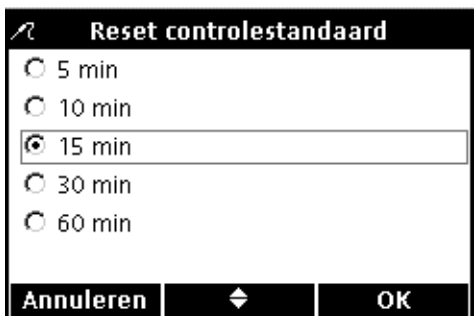 Reset controlestandaard
5 min
10 min
15 min
30 min
60 min
Annuleren OK